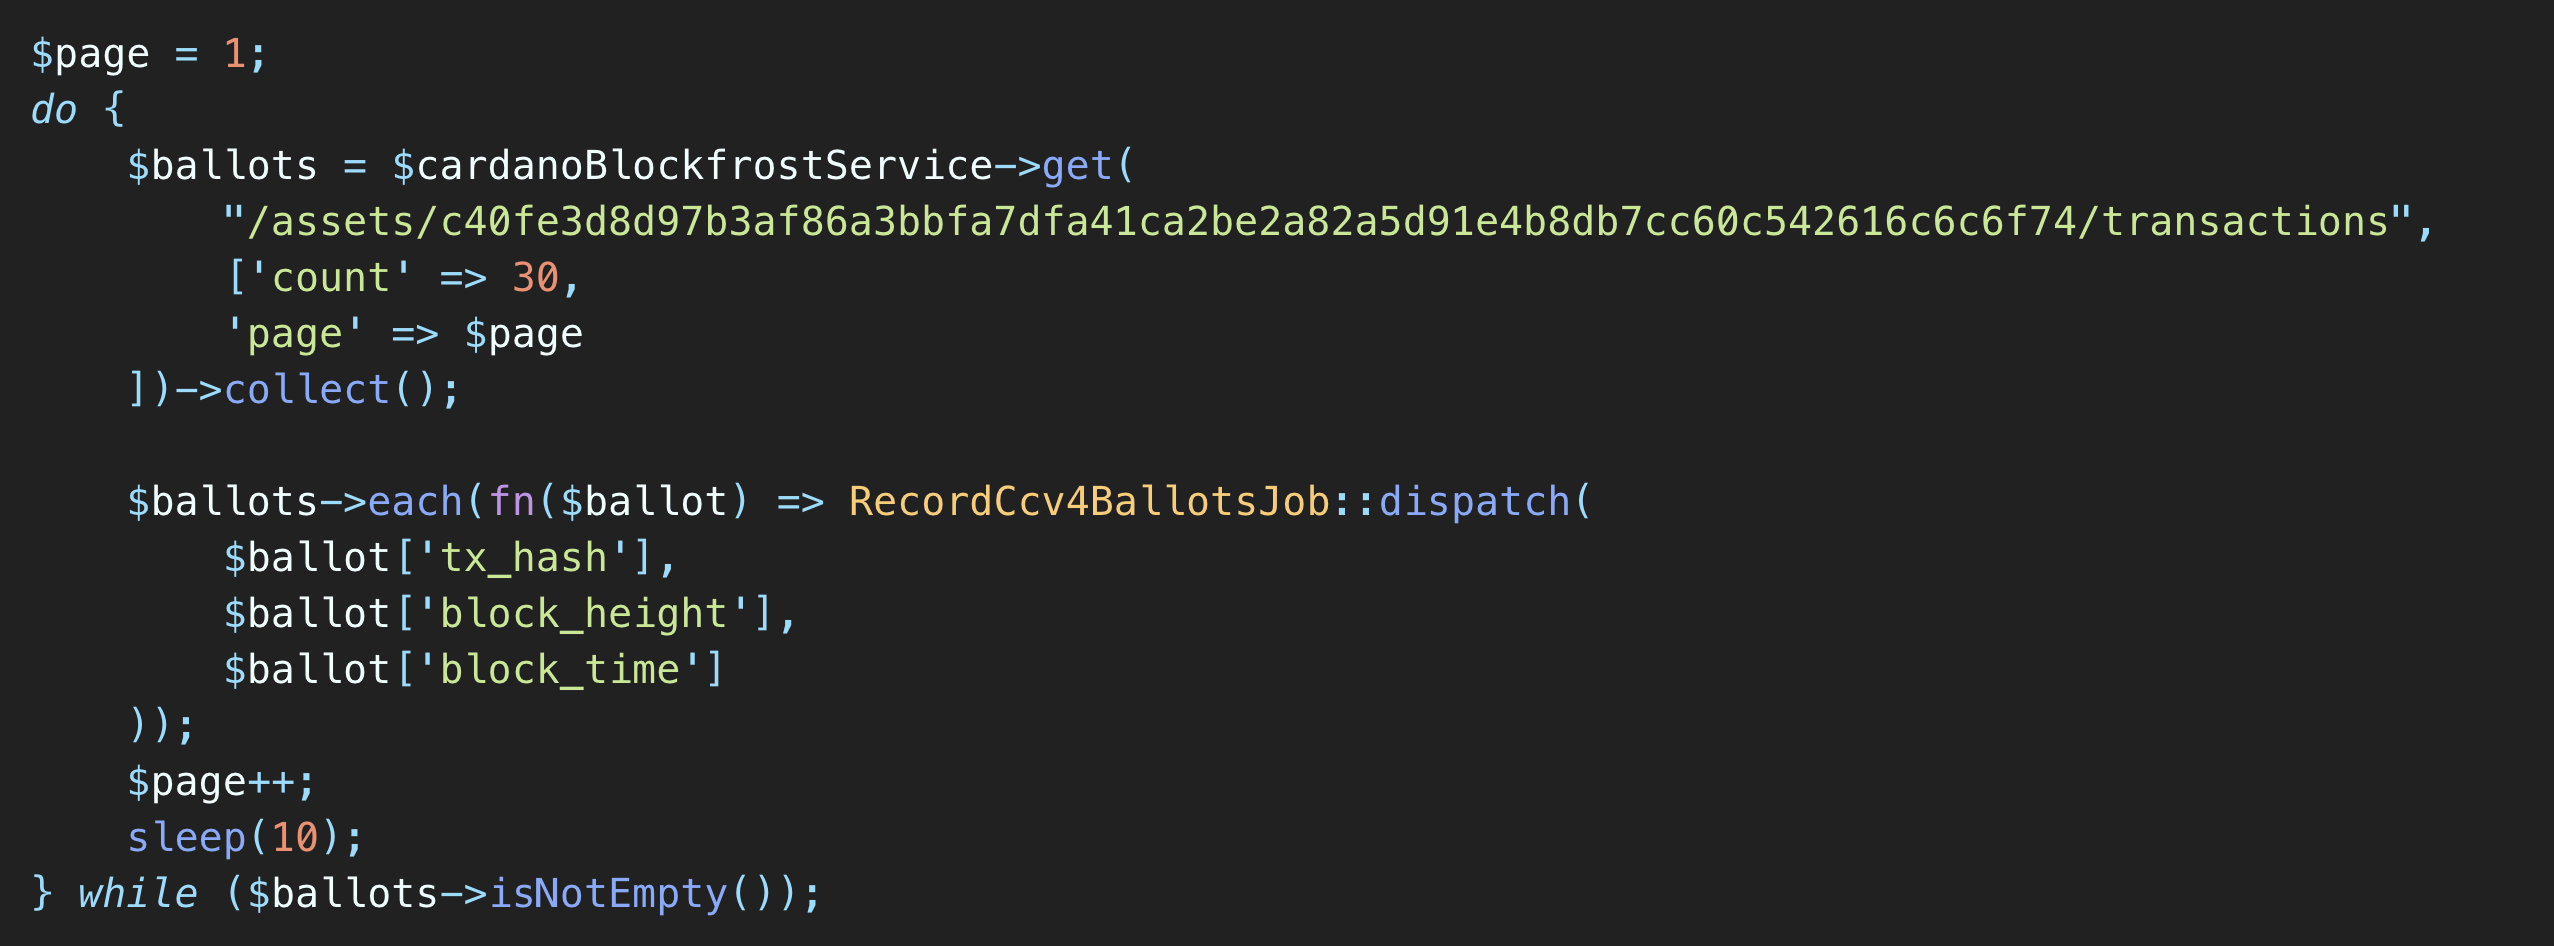 $page = 1;
do {
    $ballots = $cardanoBlockfrostService->get(
        "/assets/c40fe3d8d97b3af86a3bbfa7dfa41ca2be2a82a5d91e4b8db7cc60c542616c6c6f74/transactions",
        ['count' => 30,
        'page' => $page
    ])->collect();

    $ballots->each(fn($ballot) => RecordCcv4BallotsJob::dispatch(
        $ballot['tx_hash'],
        $ballot['block_height'],
        $ballot['block_time']
    ));
    $page++;
    sleep(10);
} while ($ballots->isNotEmpty());